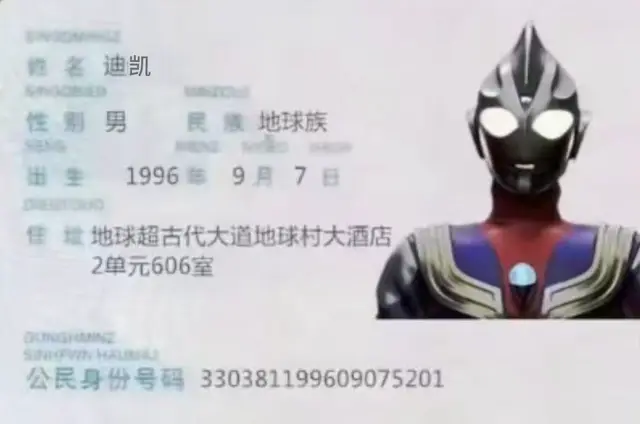 姓名 迪凯
性别 男 民族 地球族
出生 1996 年 9 月 7 日
住址 地球超古代大道地球村大酒店
2单元606室
公民身份号码 330381199609075201